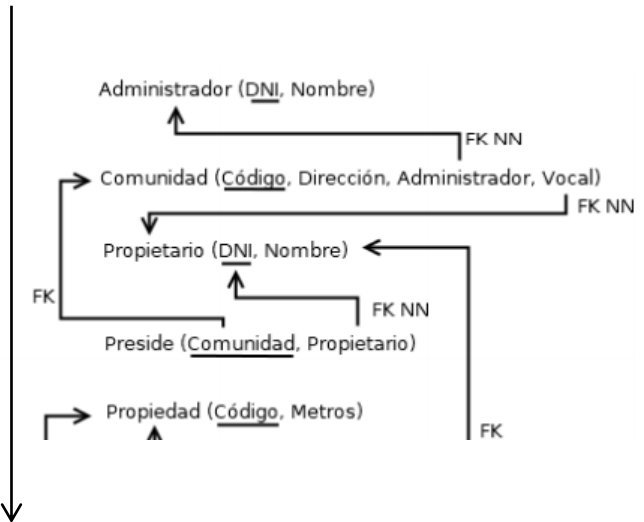 Administrador (DNI, Nombre)
FK NN
Comunidad (Código, Dirección, Administrador, Vocal)
FK NN
Propietario (DNI, Nombre)
FK
FK NN
Preside (Comunidad, Propietario)
Propiedad (Código, Metros)
FK